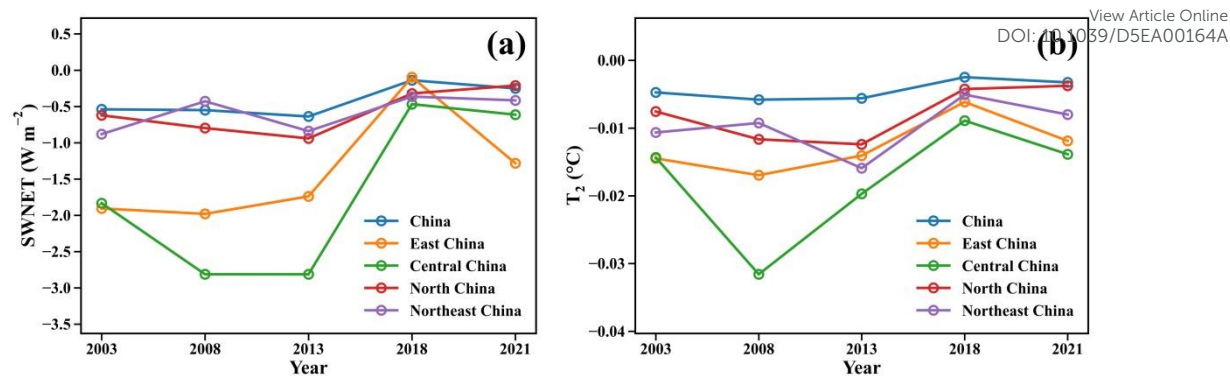 View Article Online
DOI: 10.1039/D5EA00164A
(a)
SWNET (W m −2)
0.5
0.0
−0.5
−1.0
−1.5
−2.0
−2.5
−3.0
−3.5
China
East China
Central China
North China
Northeast China
2003 2008 2013 2018 2021
Year
(b)
T2 (°C)
0.00
−0.01
−0.02
−0.03
−0.04
China
East China
Central China
North China
Northeast China
2003 2008 2013 2018 2021
Year